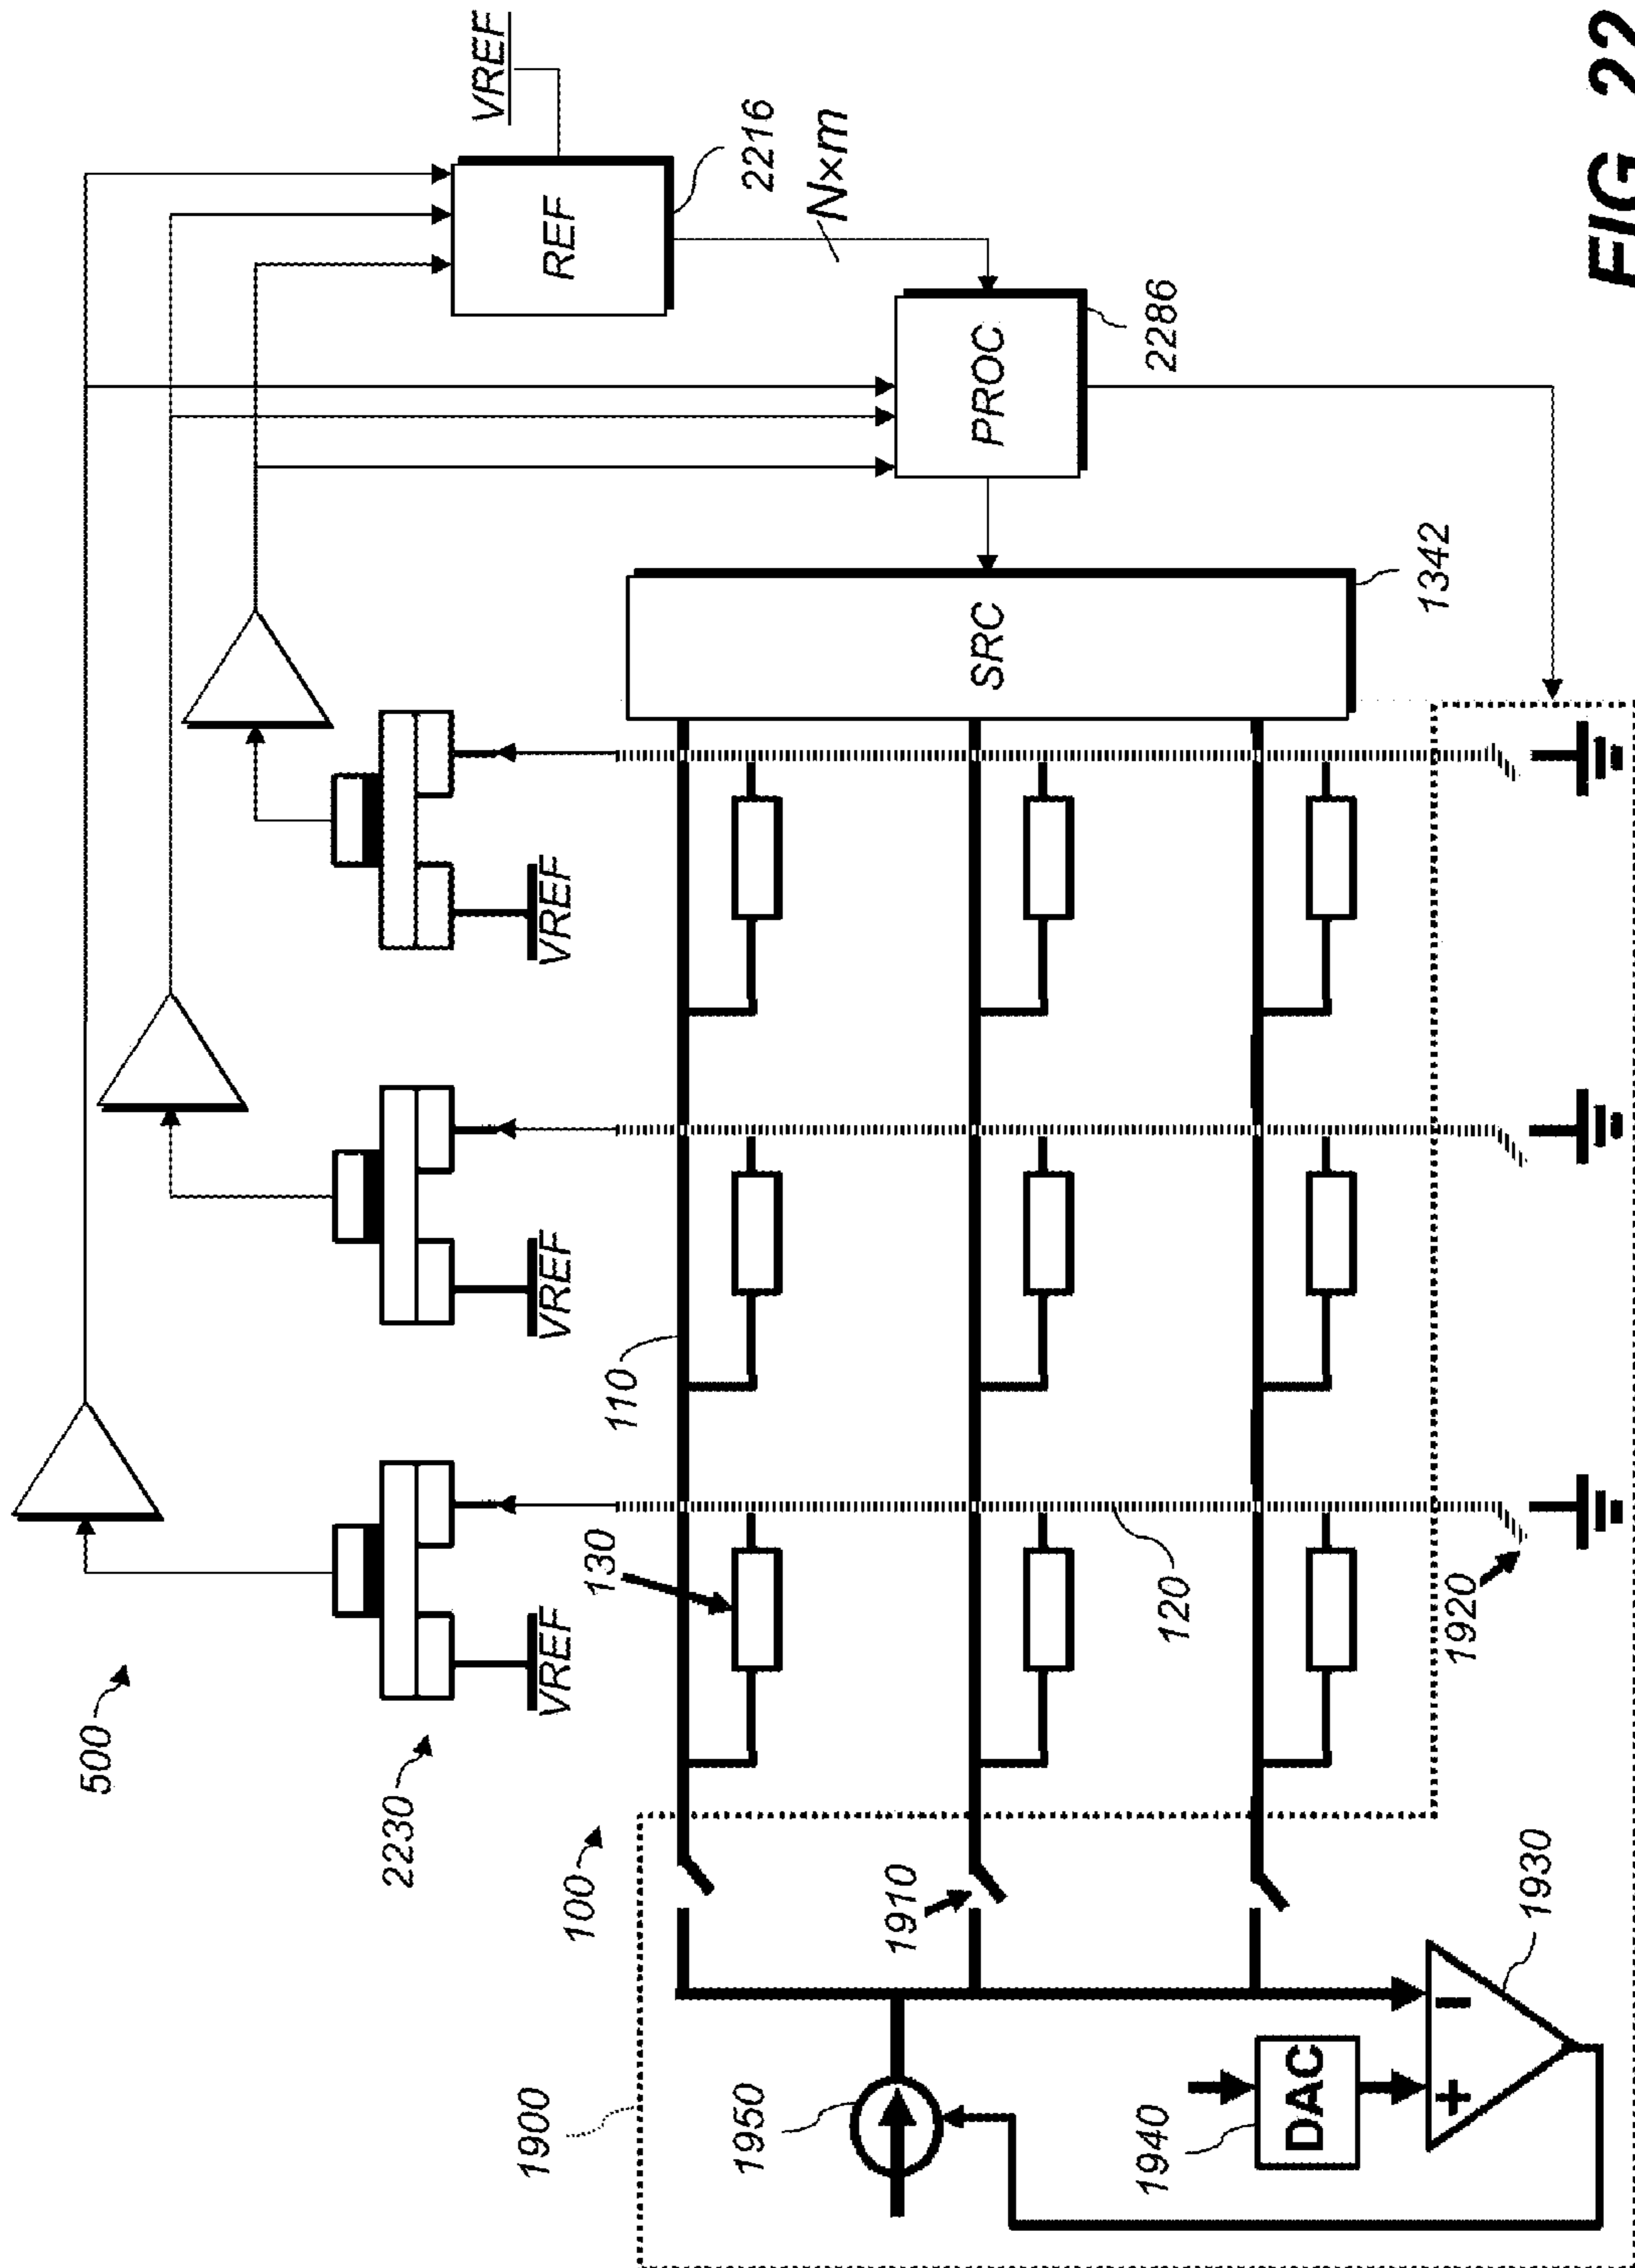 500
2230
VREF
VREF
VREF
VREF
REF
2216
N×m
PROC
2286
SRC
1342
100
110
130
120
1900
1950
1910
1940
DAC
+
−
1930
1920
FIG 22